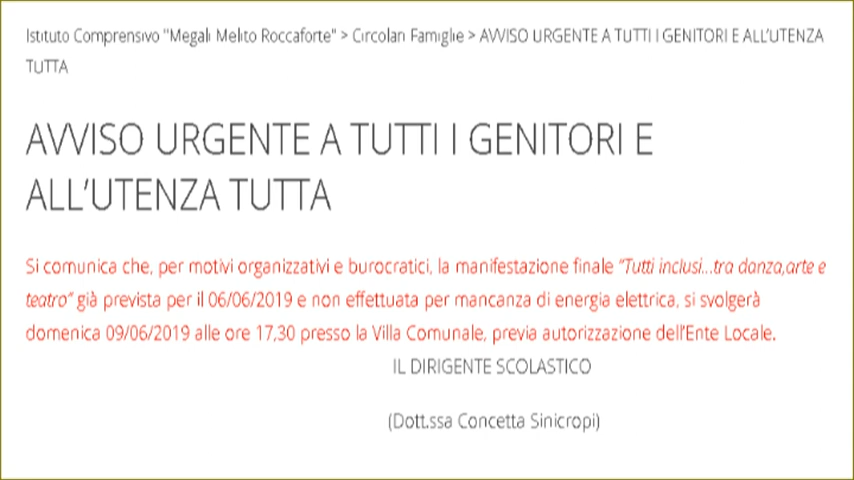 Istituto Comprensivo "Megali Melito Roccaforte" > Circolari Famiglie > AVVISO URGENTE A TUTTI I GENITORI E ALL'UTENZA
TUTTA
AVVISO URGENTE A TUTTI I GENITORI E
ALL'UTENZA TUTTA
Si comunica che, per motivi organizzativi e burocratici, la manifestazione finale "Tutti inclusi...tra danza,arte e
teatro" già prevista per il 06/06/2019 e non effettuata per mancanza di energia elettrica, si svolgerà
domenica 09/06/2019 alle ore 17,30 presso la Villa Comunale, previa autorizzazione dell'Ente Locale.
IL DIRIGENTE SCOLASTICO
(Dott.ssa Concetta Sinicropi)